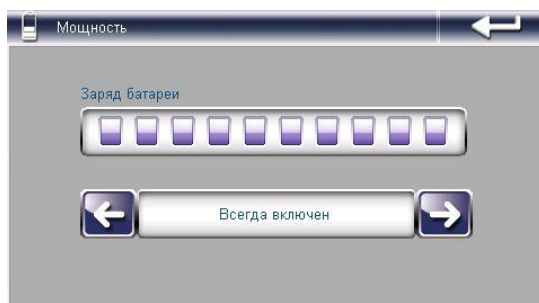 Мощность
Заряд батареи
Всегда включен